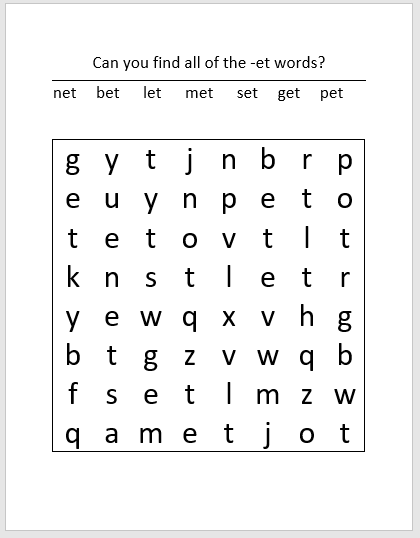 Can you find all of the -et words?
net bet let met set get pet
g y t j n b r p
e u y n p e t o
t e t o v t l t
k n s t l e t r
y e w q x v h g
b t g z v w q b
f s e t l m z w
q a m e t j o t